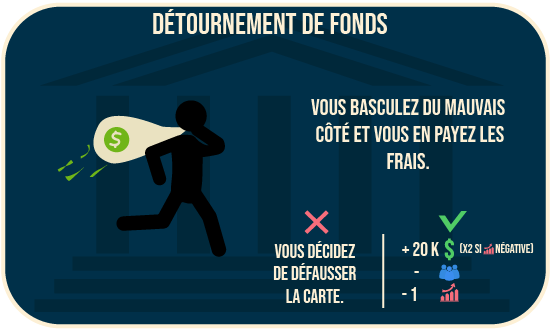 DÉTOURNEMENT DE FONDS
VOUS BASCULEZ DU MAUVAIS
CÔTÉ ET VOUS EN PAYEZ LES
FRAIS.
VOUS DÉCIDEZ
DE DÉFAUSSER
LA CARTE.
+ 20 K $ (X2 SI NÉGATIVE)
-
- 1
$